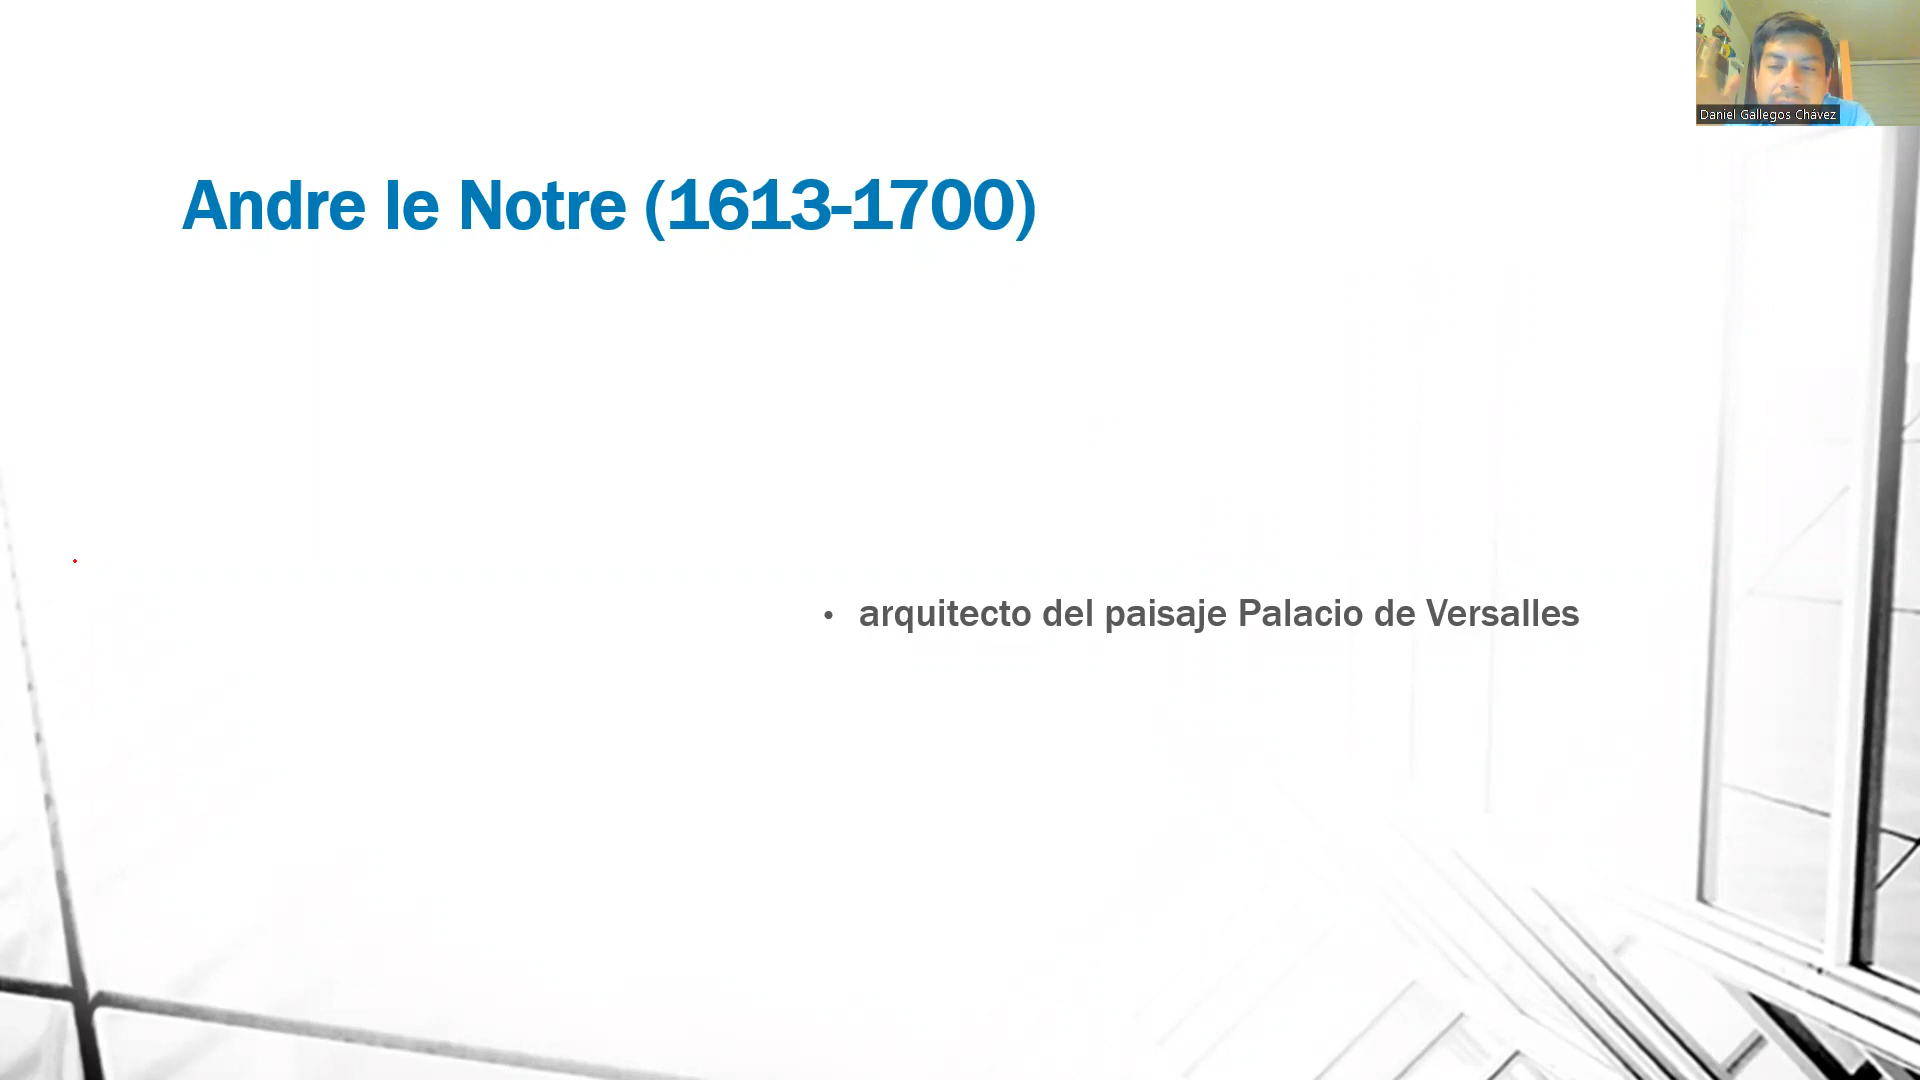 Daniel Gallegos Chávez
Andre le Notre (1613-1700)
• arquitecto del paisaje Palacio de Versalles